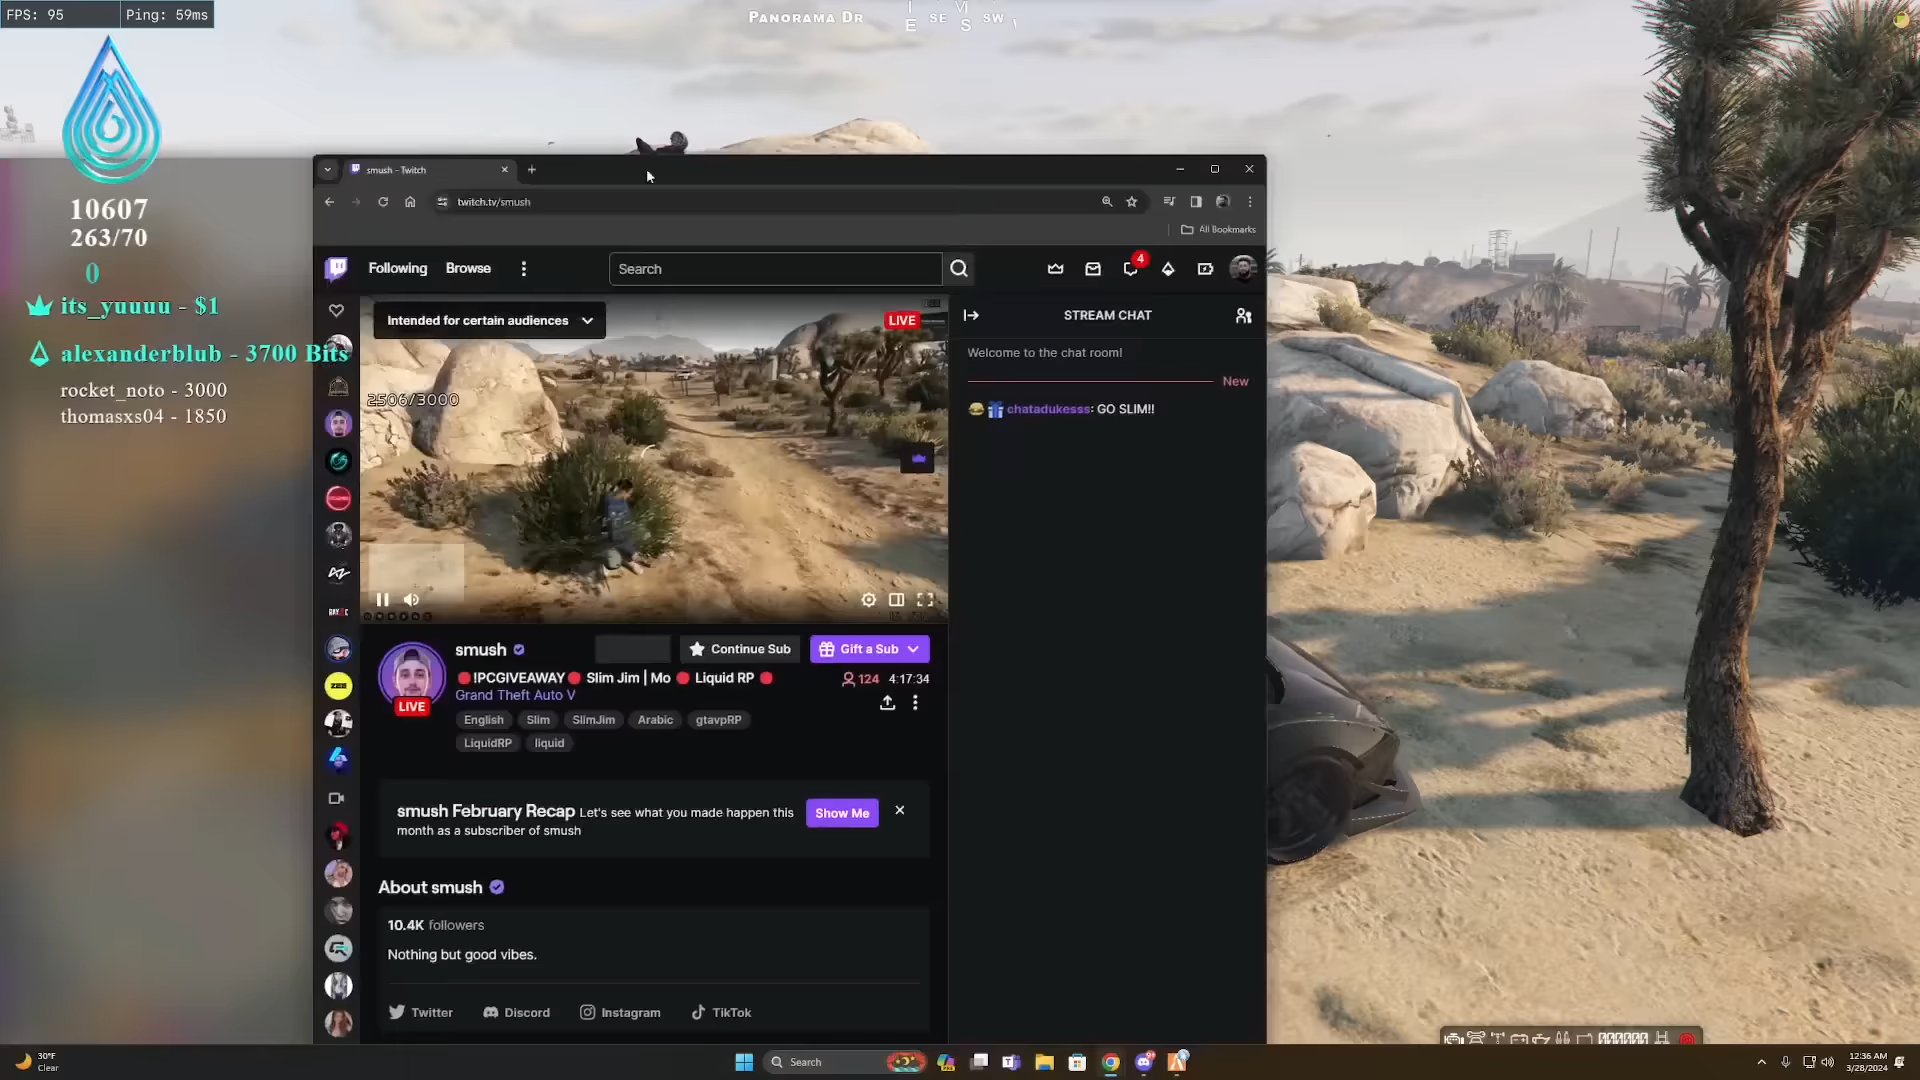 FPS: 95
Ping: 59ms
PANORAMA DR
E
SE
S
SW
10607
263/70
0
its_yuuuu - $1
alexanderblub - 3700 Bits
rocket_noto - 3000
thomasxs04 - 1850
smush - Twitch
twitch.tv/smush
All Bookmarks
Following
Browse
Search
4
Intended for certain audiences
LIVE
2506/3000
STREAM CHAT
Welcome to the chat room!
New
chatadukesss: GO SLIM!!
smush
Continue Sub
Gift a Sub
!PCGIVEAWAY Slim Jim | Mo Liquid RP
124
4:17:34
Grand Theft Auto V
LIVE
English
Slim
SlimJim
Arabic
gtavpRP
LiquidRP
liquid
smush February Recap Let's see what you made happen this
month as a subscriber of smush
Show Me
About smush
10.4K followers
Nothing but good vibes.
Twitter
Discord
Instagram
TikTok
30°F
Clear
Search
12:36 AM
3/28/2024